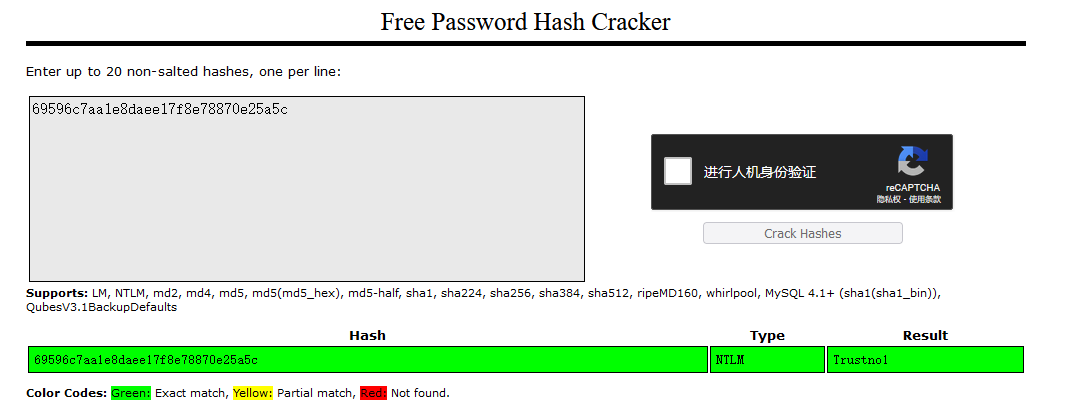 Free Password Hash Cracker
Enter up to 20 non-salted hashes, one per line:
69596c7aa1e8daee17f8e78870e25a5c
进行人机身份验证
reCAPTCHA
隐私权 - 使用条款
Crack Hashes
Supports: LM, NTLM, md2, md4, md5, md5(md5_hex), md5-half, sha1, sha224, sha256, sha384, sha512, ripeMD160, whirlpool, MySQL 4.1+ (sha1(sha1_bin)),
QubesV3.1BackupDefaults
Hash Type Result
69596c7aa1e8daee17f8e78870e25a5c NTLM Trustno1
Color Codes: Green: Exact match, Yellow: Partial match, Red: Not found.